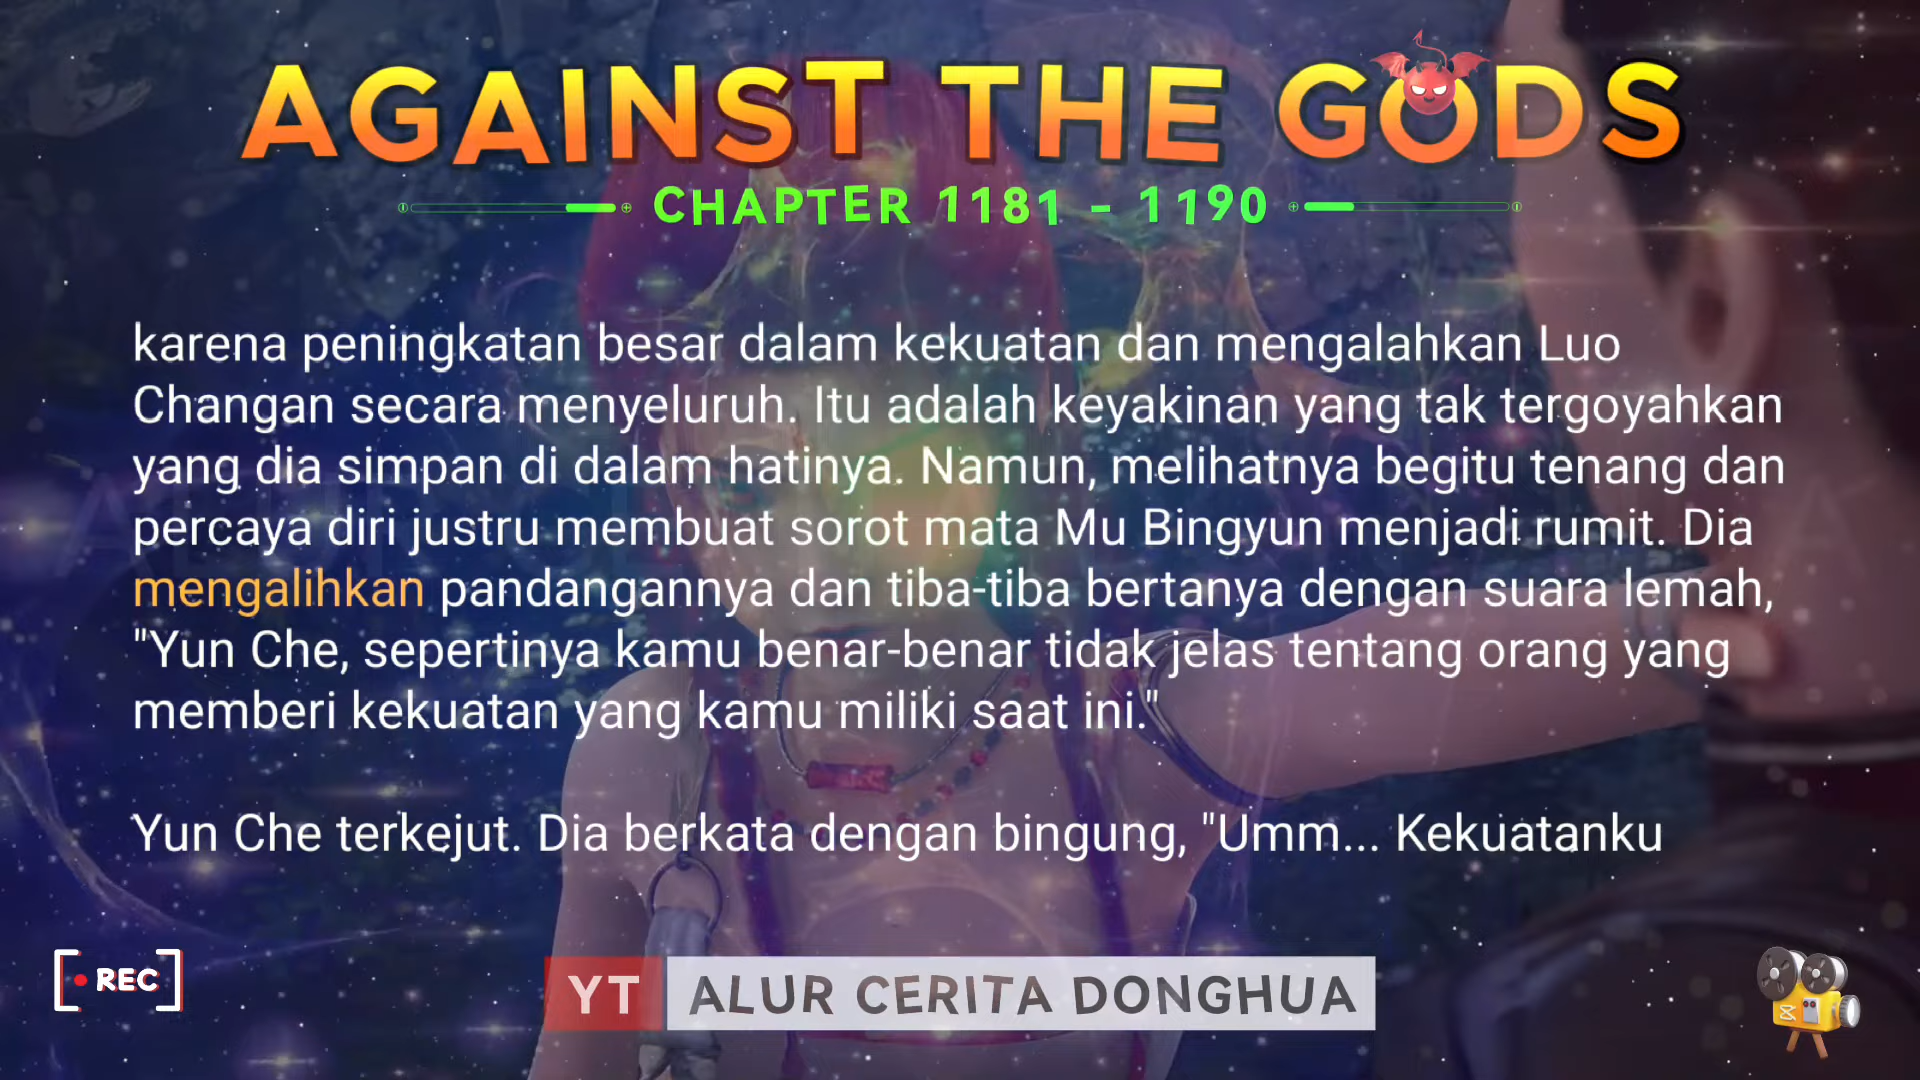 AGAINST THE GODS
CHAPTER 1181 - 1190
karena peningkatan besar dalam kekuatan dan mengalahkan Luo
Changan secara menyeluruh. Itu adalah keyakinan yang tak tergoyahkan
yang dia simpan di dalam hatinya. Namun, melihatnya begitu tenang dan
percaya diri justru membuat sorot mata Mu Bingyun menjadi rumit. Dia
mengalihkan pandangannya dan tiba-tiba bertanya dengan suara lemah,
"Yun Che, sepertinya kamu benar-benar tidak jelas tentang orang yang
memberi kekuatan yang kamu miliki saat ini."
Yun Che terkejut. Dia berkata dengan bingung, "Umm... Kekuatanku
REC
YT ALUR CERITA DONGHUA